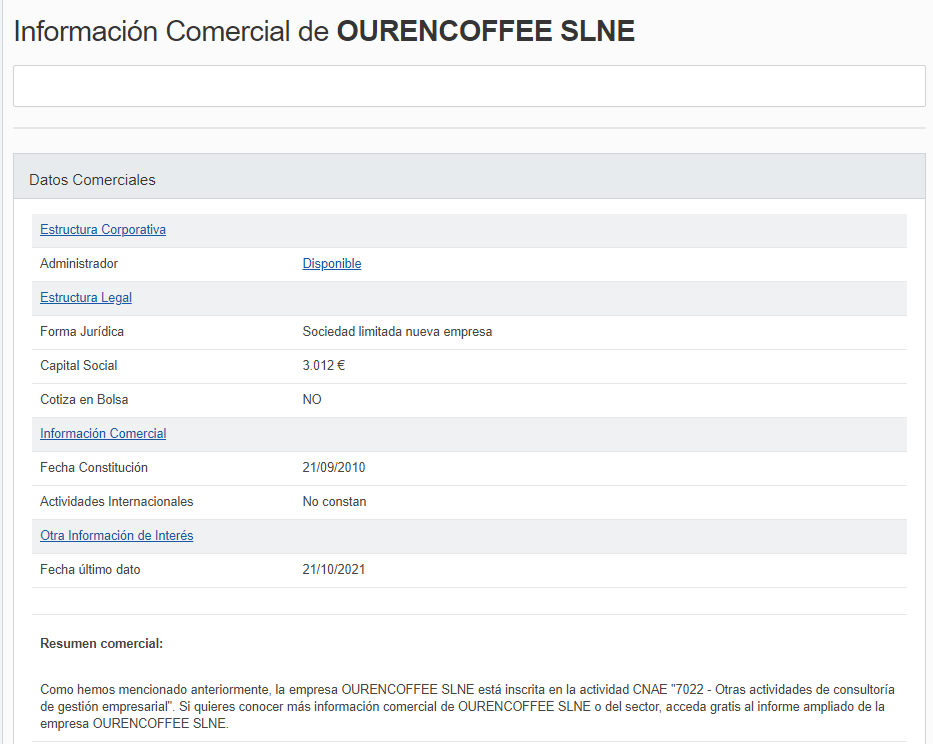 Información Comercial de OURENCOFFEE SLNE
Datos Comerciales
Estructura Corporativa
Administrador Disponible
Estructura Legal
Forma Jurídica Sociedad limitada nueva empresa
Capital Social 3.012 €
Cotiza en Bolsa NO
Información Comercial
Fecha Constitución 21/09/2010
Actividades Internacionales No constan
Otra Información de Interés
Fecha último dato 21/10/2021
Resumen comercial:
Como hemos mencionado anteriormente, la empresa OURENCOFFEE SLNE está inscrita en la actividad CNAE "7022 - Otras actividades de consultoría
de gestión empresarial". Si quieres conocer más información comercial de OURENCOFFEE SLNE o del sector, acceda gratis al informe ampliado de la
empresa OURENCOFFEE SLNE.